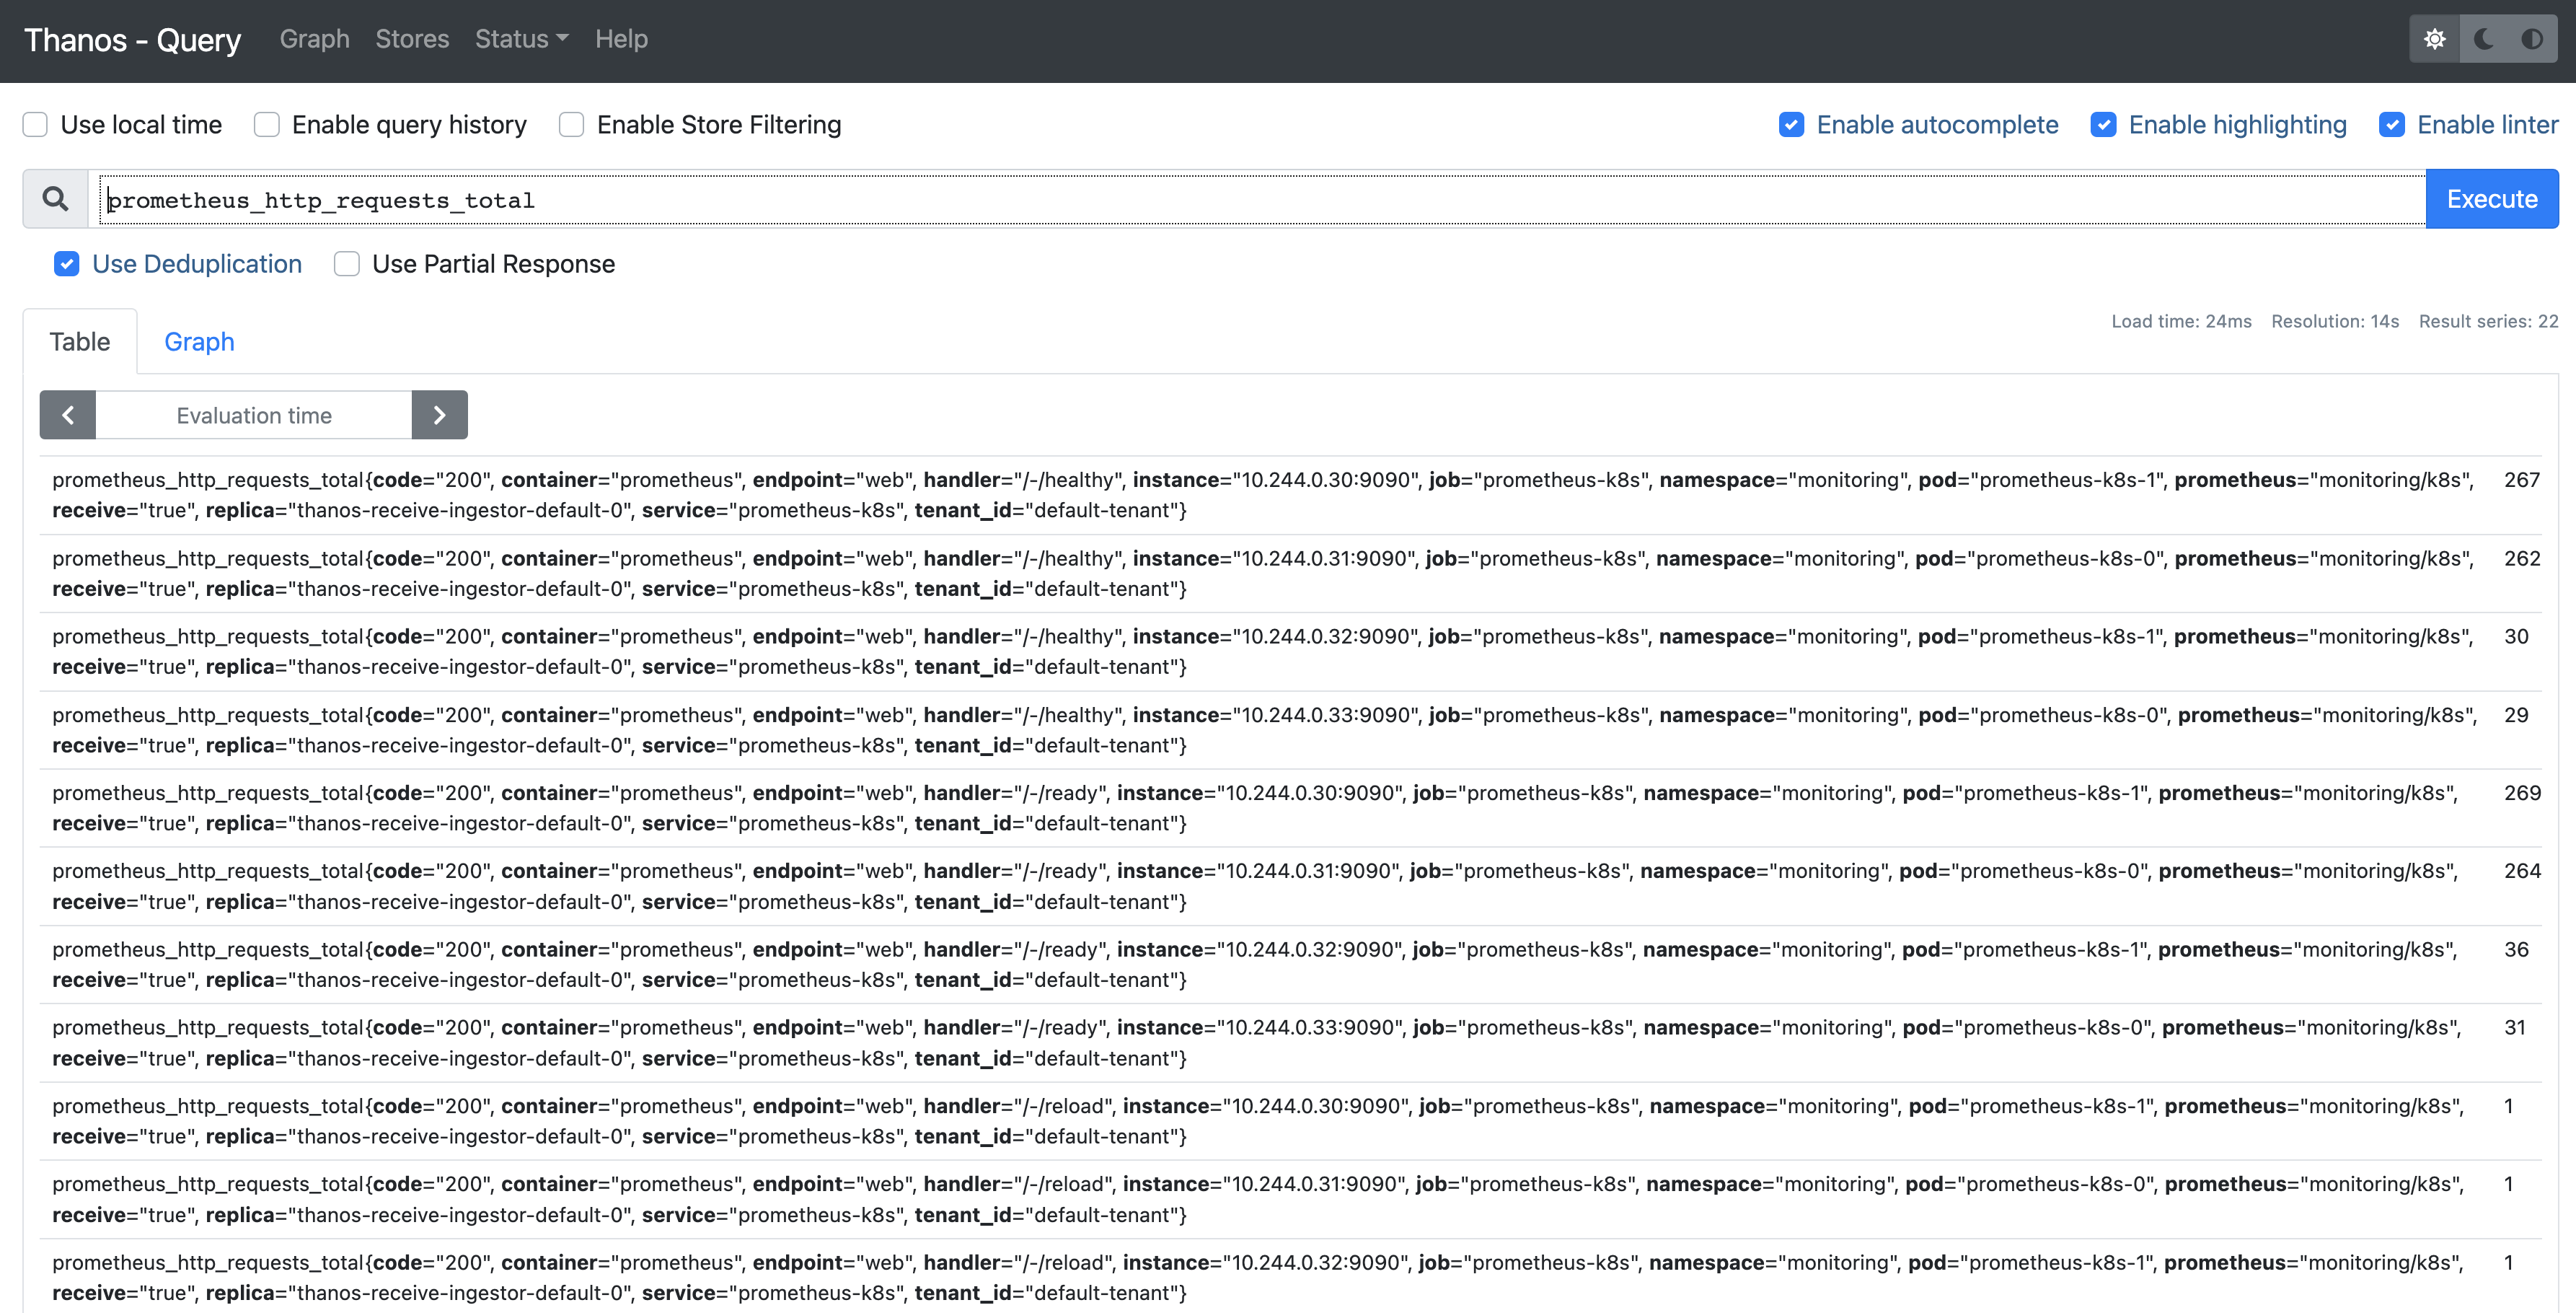 Thanos - Query Graph Stores Status Help
Use local time Enable query history Enable Store Filtering Enable autocomplete Enable highlighting Enable linter
prometheus_http_requests_total Execute
Use Deduplication Use Partial Response
Table Graph Load time: 24ms Resolution: 14s Result series: 22
Evaluation time
prometheus_http_requests_total{code="200", container="prometheus", endpoint="web", handler="/-/healthy", instance="10.244.0.30:9090", job="prometheus-k8s", namespace="monitoring", pod="prometheus-k8s-1", prometheus="monitoring/k8s", 267
receive="true", replica="thanos-receive-ingestor-default-0", service="prometheus-k8s", tenant_id="default-tenant"}
prometheus_http_requests_total{code="200", container="prometheus", endpoint="web", handler="/-/healthy", instance="10.244.0.31:9090", job="prometheus-k8s", namespace="monitoring", pod="prometheus-k8s-0", prometheus="monitoring/k8s", 262
receive="true", replica="thanos-receive-ingestor-default-0", service="prometheus-k8s", tenant_id="default-tenant"}
prometheus_http_requests_total{code="200", container="prometheus", endpoint="web", handler="/-/healthy", instance="10.244.0.32:9090", job="prometheus-k8s", namespace="monitoring", pod="prometheus-k8s-1", prometheus="monitoring/k8s", 30
receive="true", replica="thanos-receive-ingestor-default-0", service="prometheus-k8s", tenant_id="default-tenant"}
prometheus_http_requests_total{code="200", container="prometheus", endpoint="web", handler="/-/healthy", instance="10.244.0.33:9090", job="prometheus-k8s", namespace="monitoring", pod="prometheus-k8s-0", prometheus="monitoring/k8s", 29
receive="true", replica="thanos-receive-ingestor-default-0", service="prometheus-k8s", tenant_id="default-tenant"}
prometheus_http_requests_total{code="200", container="prometheus", endpoint="web", handler="/-/ready", instance="10.244.0.30:9090", job="prometheus-k8s", namespace="monitoring", pod="prometheus-k8s-1", prometheus="monitoring/k8s", 269
receive="true", replica="thanos-receive-ingestor-default-0", service="prometheus-k8s", tenant_id="default-tenant"}
prometheus_http_requests_total{code="200", container="prometheus", endpoint="web", handler="/-/ready", instance="10.244.0.31:9090", job="prometheus-k8s", namespace="monitoring", pod="prometheus-k8s-0", prometheus="monitoring/k8s", 264
receive="true", replica="thanos-receive-ingestor-default-0", service="prometheus-k8s", tenant_id="default-tenant"}
prometheus_http_requests_total{code="200", container="prometheus", endpoint="web", handler="/-/ready", instance="10.244.0.32:9090", job="prometheus-k8s", namespace="monitoring", pod="prometheus-k8s-1", prometheus="monitoring/k8s", 36
receive="true", replica="thanos-receive-ingestor-default-0", service="prometheus-k8s", tenant_id="default-tenant"}
prometheus_http_requests_total{code="200", container="prometheus", endpoint="web", handler="/-/ready", instance="10.244.0.33:9090", job="prometheus-k8s", namespace="monitoring", pod="prometheus-k8s-0", prometheus="monitoring/k8s", 31
receive="true", replica="thanos-receive-ingestor-default-0", service="prometheus-k8s", tenant_id="default-tenant"}
prometheus_http_requests_total{code="200", container="prometheus", endpoint="web", handler="/-/reload", instance="10.244.0.30:9090", job="prometheus-k8s", namespace="monitoring", pod="prometheus-k8s-1", prometheus="monitoring/k8s", 1
receive="true", replica="thanos-receive-ingestor-default-0", service="prometheus-k8s", tenant_id="default-tenant"}
prometheus_http_requests_total{code="200", container="prometheus", endpoint="web", handler="/-/reload", instance="10.244.0.31:9090", job="prometheus-k8s", namespace="monitoring", pod="prometheus-k8s-0", prometheus="monitoring/k8s", 1
receive="true", replica="thanos-receive-ingestor-default-0", service="prometheus-k8s", tenant_id="default-tenant"}
prometheus_http_requests_total{code="200", container="prometheus", endpoint="web", handler="/-/reload", instance="10.244.0.32:9090", job="prometheus-k8s", namespace="monitoring", pod="prometheus-k8s-1", prometheus="monitoring/k8s", 1
receive="true", replica="thanos-receive-ingestor-default-0", service="prometheus-k8s", tenant_id="default-tenant"}